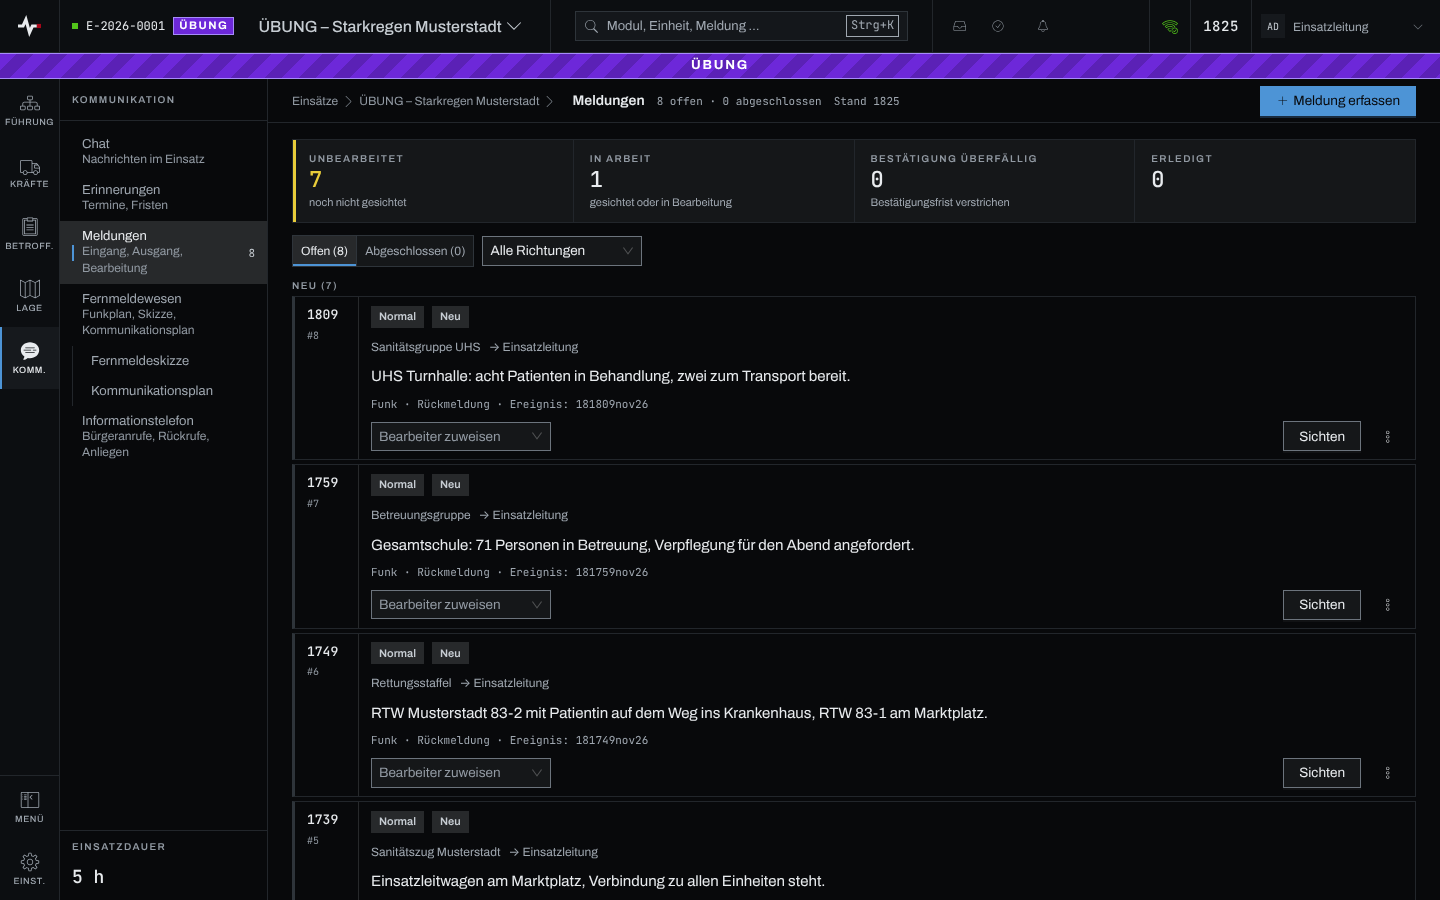 E-2026-0001 ÜBUNG ÜBUNG – Starkregen Musterstadt
Modul, Einheit, Meldung ... Strg+K
1825
AD Einsatzleitung
ÜBUNG
FÜHRUNG
KRÄFTE
BETROFF.
LAGE
KOMM.
MENÜ
EINST.
KOMMUNIKATION
Chat
Nachrichten im Einsatz
Erinnerungen
Termine, Fristen
Meldungen
Eingang, Ausgang,
Bearbeitung
8
Fernmeldewesen
Funkplan, Skizze,
Kommunikationsplan
Fernmeldeskizze
Kommunikationsplan
Informationstelefon
Bürgeranrufe, Rückrufe,
Anliegen
EINSATZDAUER
5 h
Einsätze ÜBUNG – Starkregen Musterstadt Meldungen 8 offen · 0 abgeschlossen Stand 1825
+ Meldung erfassen
UNBEARBEITET
7
noch nicht gesichtet
IN ARBEIT
1
gesichtet oder in Bearbeitung
BESTÄTIGUNG ÜBERFÄLLIG
0
Bestätigungsfrist verstrichen
ERLEDIGT
0
Offen (8) Abgeschlossen (0) Alle Richtungen
NEU (7)
1809
#8
Normal Neu
Sanitätsgruppe UHS → Einsatzleitung
UHS Turnhalle: acht Patienten in Behandlung, zwei zum Transport bereit.
Funk · Rückmeldung · Ereignis: 181809nov26
Bearbeiter zuweisen
Sichten
1759
#7
Normal Neu
Betreuungsgruppe → Einsatzleitung
Gesamtschule: 71 Personen in Betreuung, Verpflegung für den Abend angefordert.
Funk · Rückmeldung · Ereignis: 181759nov26
Bearbeiter zuweisen
Sichten
1749
#6
Normal Neu
Rettungsstaffel → Einsatzleitung
RTW Musterstadt 83-2 mit Patientin auf dem Weg ins Krankenhaus, RTW 83-1 am Marktplatz.
Funk · Rückmeldung · Ereignis: 181749nov26
Bearbeiter zuweisen
Sichten
1739
#5
Normal Neu
Sanitätszug Musterstadt → Einsatzleitung
Einsatzleitwagen am Marktplatz, Verbindung zu allen Einheiten steht.